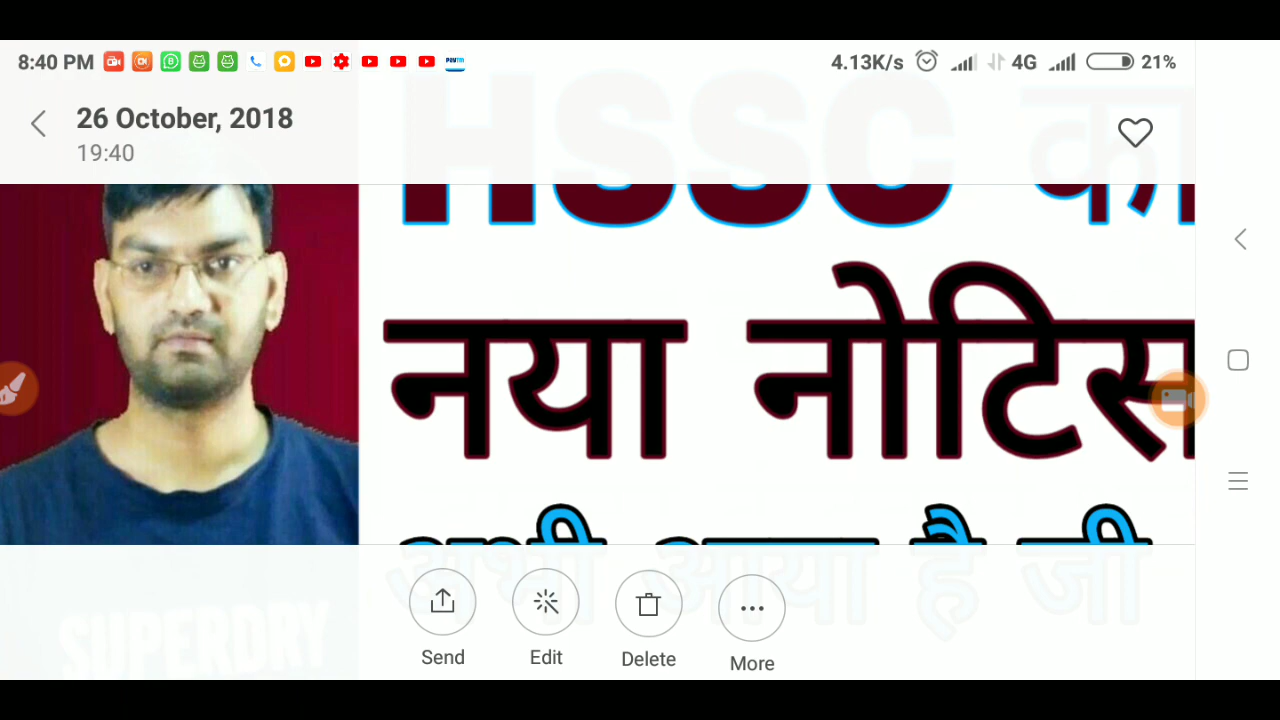 8:40 PM 4.13K/s 4G 21%
26 October, 2018
19:40
HSSC का
नया नोटिस
अभी आया है जी
SUPERDRY
Send Edit Delete More